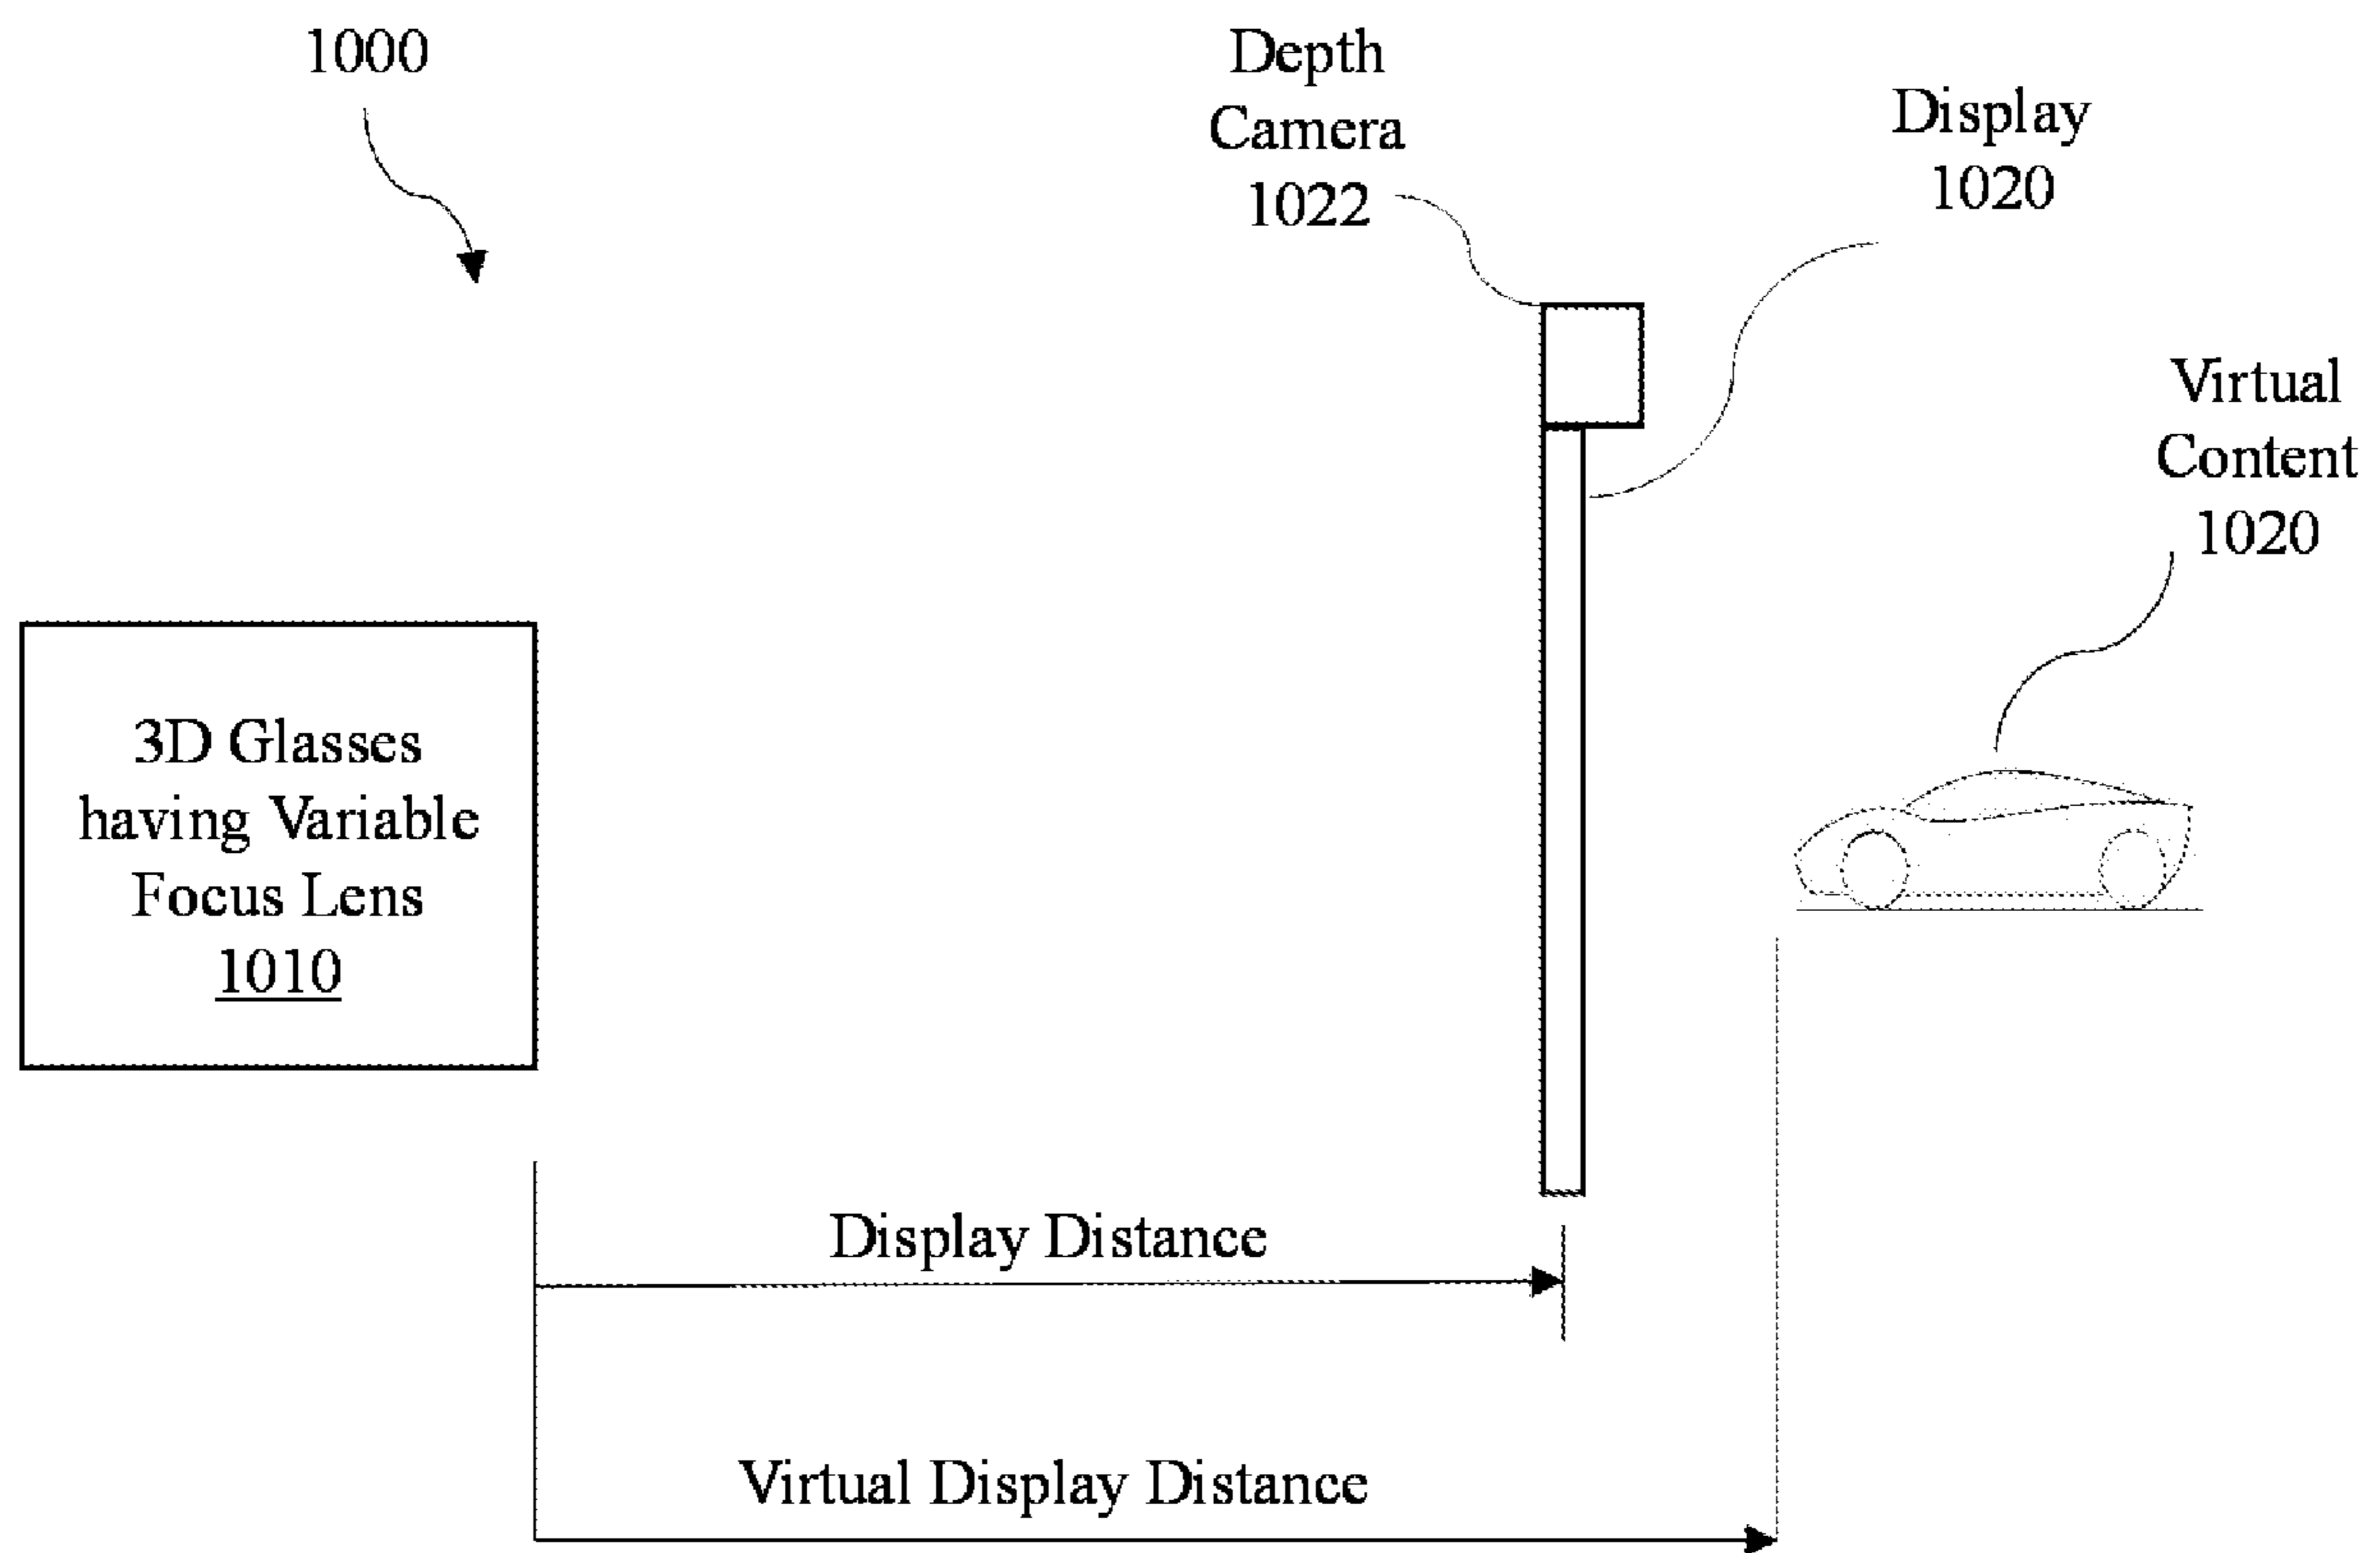 1000
Depth
Camera
1022
Display
1020
Virtual
Content
1020
3D Glasses
having Variable
Focus Lens
1010
Display Distance
Virtual Display Distance